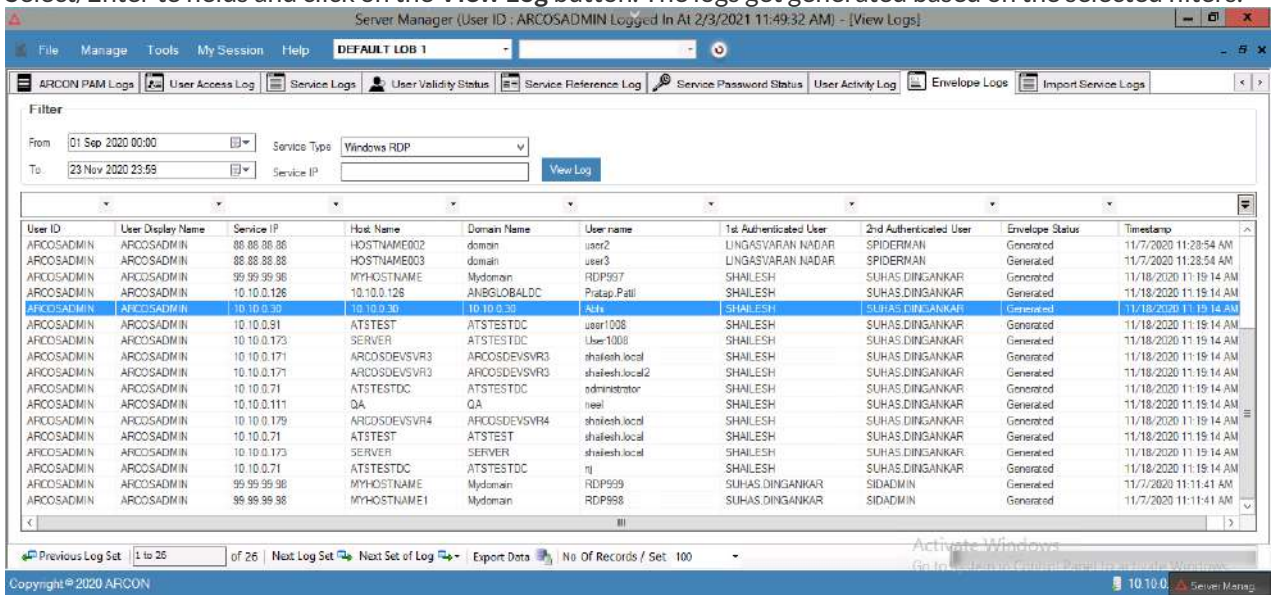 Select/Enter to fields and click on the View Log button. The logs get generated based on the selected filters.
Server Manager (User ID : ARCOSADMIN Logged In At 2/3/2021 11:49:32 AM) - [View Logs]
File Manage Tools My Session Help DEFAULT LOB 1
ARCON PAM Logs User Access Log Service Logs User Validity Status Service Reference Log Service Password Status User Activity Log Envelope Logs Import Service Logs
Filter
From 01 Sep 2020 00:00 Service Type Windows RDP
To 23 Nov 2020 23:59 Service IP View Log
User ID User Display Name Service IP Host Name Domain Name User name 1st Authenticated User 2nd Authenticated User Envelope Status Timestamp
ARCOSADMIN ARCOSADMIN 88.88.88.88 HOSTNAME002 domain user2 LINGASVARAN.NADAR SPIDERMAN Generated 11/7/2020 11:28:54 AM
ARCOSADMIN ARCOSADMIN 88.88.88.88 HOSTNAME003 domain user3 LINGASVARAN.NADAR SPIDERMAN Generated 11/7/2020 11:28:54 AM
ARCOSADMIN ARCOSADMIN 99.99.99.98 MYHOSTNAME Mydomain RDP997 SHAILESH SUHAS.DINGANKAR Generated 11/18/2020 11:19:14 AM
ARCOSADMIN ARCOSADMIN 10.10.0.126 10.10.0.126 ANBGLOBALDC Pratap.Patil SHAILESH SUHAS.DINGANKAR Generated 11/18/2020 11:19:14 AM
ARCOSADMIN ARCOSADMIN 10.10.0.30 10.10.0.30 10.10.0.30 Abhi SHAILESH SUHAS.DINGANKAR Generated 11/18/2020 11:19:14 AM
ARCOSADMIN ARCOSADMIN 10.10.0.91 ATSTEST ATSTESTDC user1008 SHAILESH SUHAS.DINGANKAR Generated 11/18/2020 11:19:14 AM
ARCOSADMIN ARCOSADMIN 10.10.0.173 SERVER ATSTESTDC User1008 SHAILESH SUHAS.DINGANKAR Generated 11/18/2020 11:19:14 AM
ARCOSADMIN ARCOSADMIN 10.10.0.171 ARCOSDEVSVR3 ARCOSDEVSVR3 shailesh.local SHAILESH SUHAS.DINGANKAR Generated 11/18/2020 11:19:14 AM
ARCOSADMIN ARCOSADMIN 10.10.0.171 ARCOSDEVSVR3 ARCOSDEVSVR3 shailesh.local2 SHAILESH SUHAS.DINGANKAR Generated 11/18/2020 11:19:14 AM
ARCOSADMIN ARCOSADMIN 10.10.0.71 ATSTESTDC ATSTESTDC administrator SHAILESH SUHAS.DINGANKAR Generated 11/18/2020 11:19:14 AM
ARCOSADMIN ARCOSADMIN 10.10.0.111 QA QA neel SHAILESH SUHAS.DINGANKAR Generated 11/18/2020 11:19:14 AM
ARCOSADMIN ARCOSADMIN 10.10.0.179 ARCOSDEVSVR4 ARCOSDEVSVR4 shailesh.local SHAILESH SUHAS.DINGANKAR Generated 11/18/2020 11:19:14 AM
ARCOSADMIN ARCOSADMIN 10.10.0.71 ATSTEST ATSTEST shailesh.local SHAILESH SUHAS.DINGANKAR Generated 11/18/2020 11:19:14 AM
ARCOSADMIN ARCOSADMIN 10.10.0.173 SERVER SERVER shailesh.local SHAILESH SUHAS.DINGANKAR Generated 11/18/2020 11:19:14 AM
ARCOSADMIN ARCOSADMIN 10.10.0.71 ATSTESTDC ATSTESTDC nj SHAILESH SUHAS.DINGANKAR Generated 11/18/2020 11:19:14 AM
ARCOSADMIN ARCOSADMIN 99.99.99.98 MYHOSTNAME Mydomain RDP999 SUHAS.DINGANKAR SIDADMIN Generated 11/7/2020 11:11:41 AM
ARCOSADMIN ARCOSADMIN 99.99.99.98 MYHOSTNAME1 Mydomain RDP998 SUHAS.DINGANKAR SIDADMIN Generated 11/7/2020 11:11:41 AM
Previous Log Set 1 to 26 of 26 Next Log Set Next Set of Log Export Data No Of Records / Set 100
Activate Windows
Go to System in Control Panel to activate Windows.
Copyright © 2020 ARCON 10.10.0. Server Manag